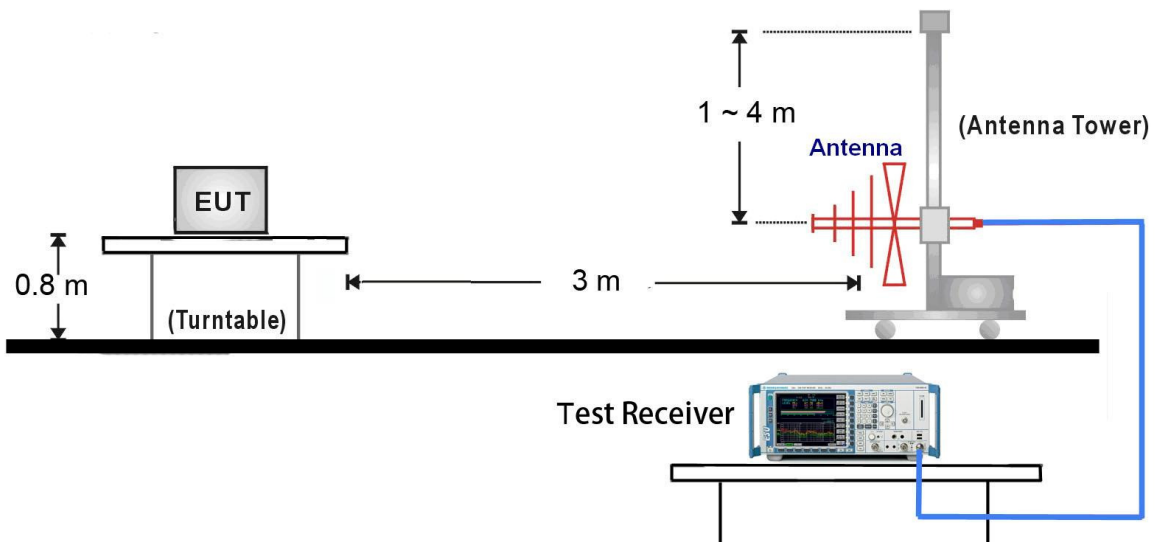 1 ~ 4 m
(Antenna Tower)
Antenna
EUT
0.8 m
3 m
(Turntable)
Test Receiver